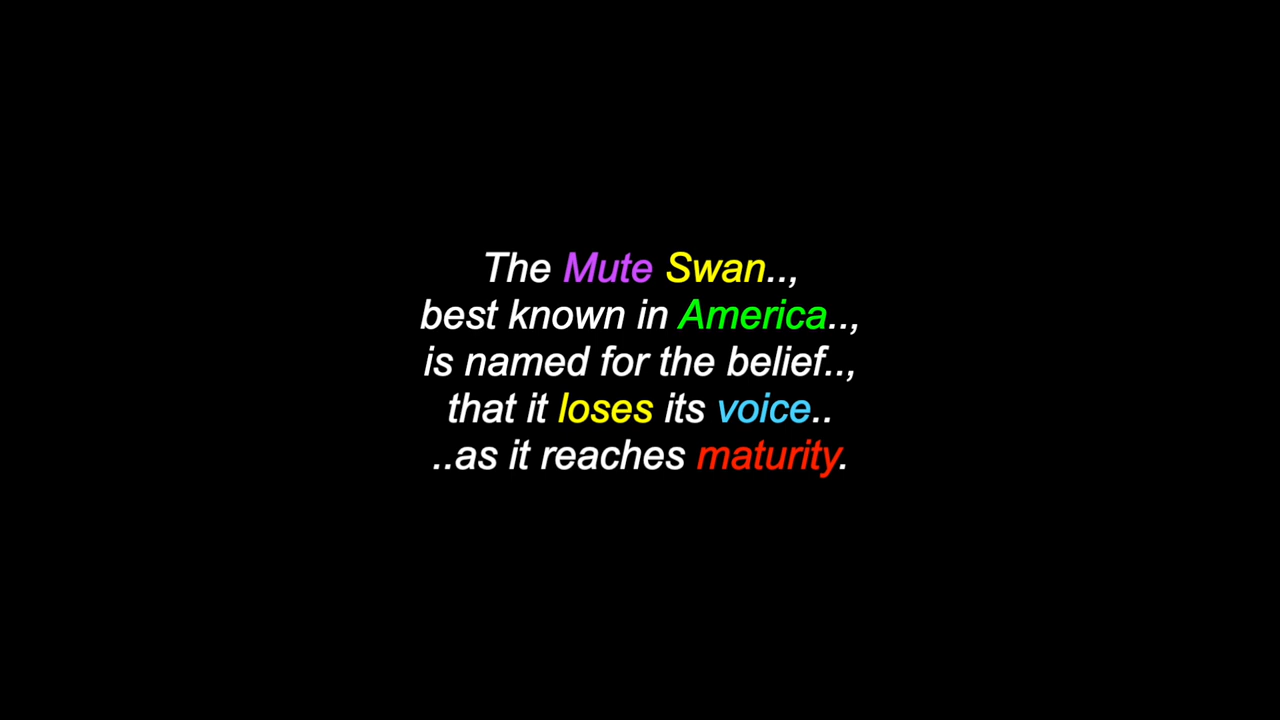 The Mute Swan..,
best known in America..,
is named for the belief..,
that it loses its voice..
..as it reaches maturity.